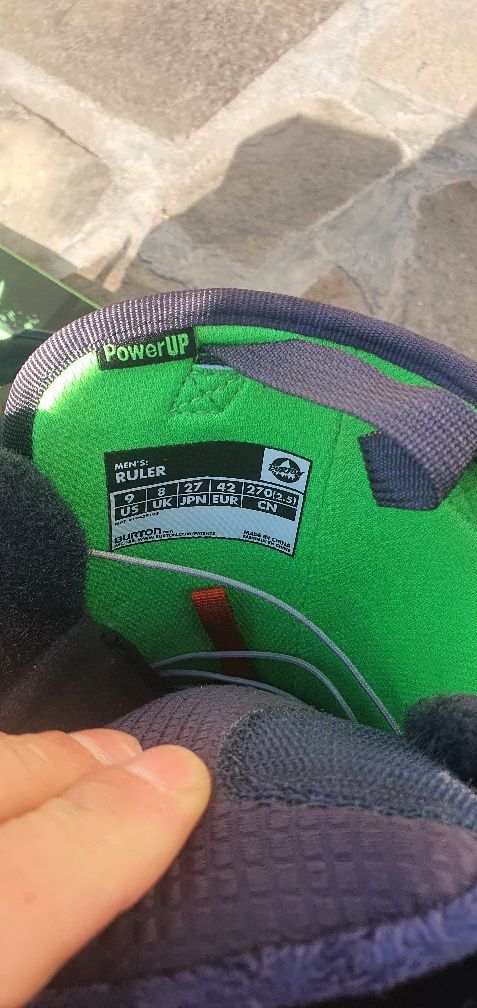 PowerUP
MEN'S:
RULER
9 8 27 42 270(2.5)
US UK JPN EUR CN
BURTON
MADE IN CHINA